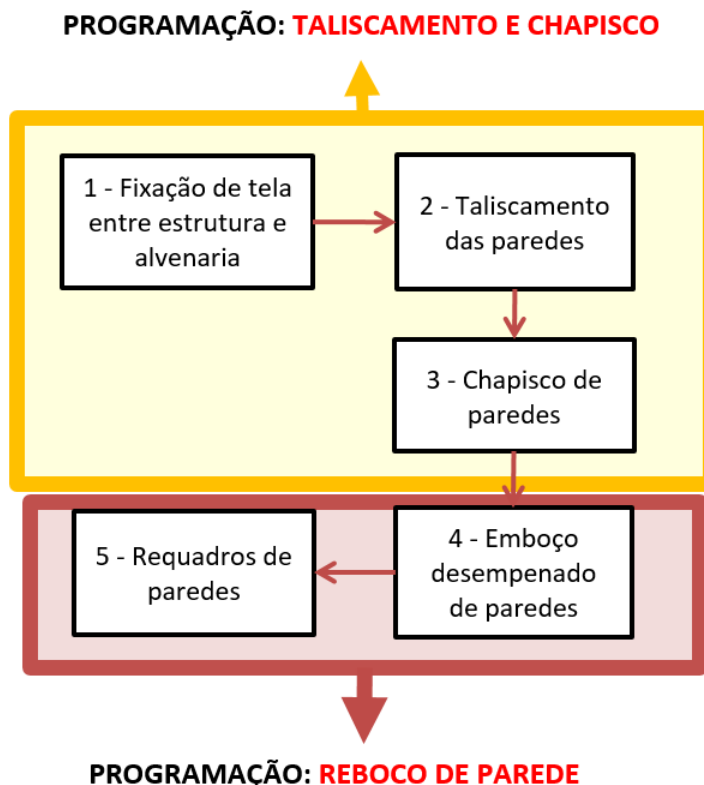 PROGRAMAÇÃO: TALISCAMENTO E CHAPISCO
1 - Fixação de tela
entre estrutura e
alvenaria
2 - Taliscamento
das paredes
3 - Chapisco de
paredes
4 - Emboço
desempenado
de paredes
5 - Requadros de
paredes
PROGRAMAÇÃO: REBOCO DE PAREDE